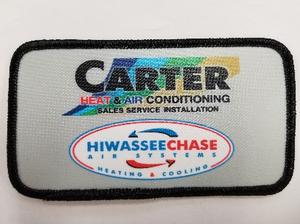 CARTER
HEAT & AIR CONDITIONING
SALES SERVICE INSTALLATION
HIWASSEECHASE
AIR SYSTEMS
HEATING & COOLING